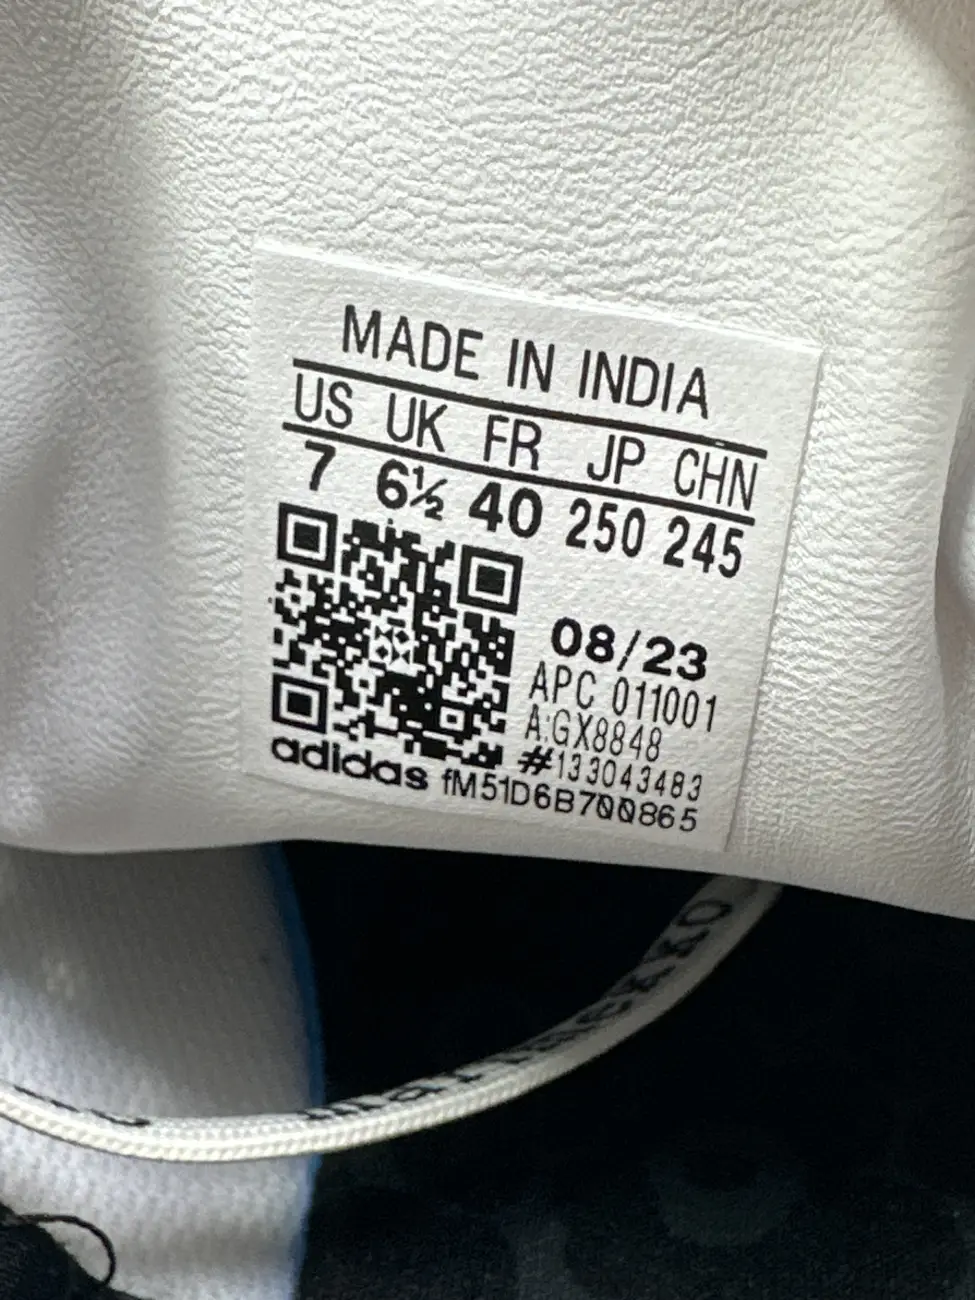 MADE IN INDIA
US UK FR JP CHN
7 6½ 40 250 245
08/23
APC 011001
A:GX8848
#133043483
adidas fM51D6B700865